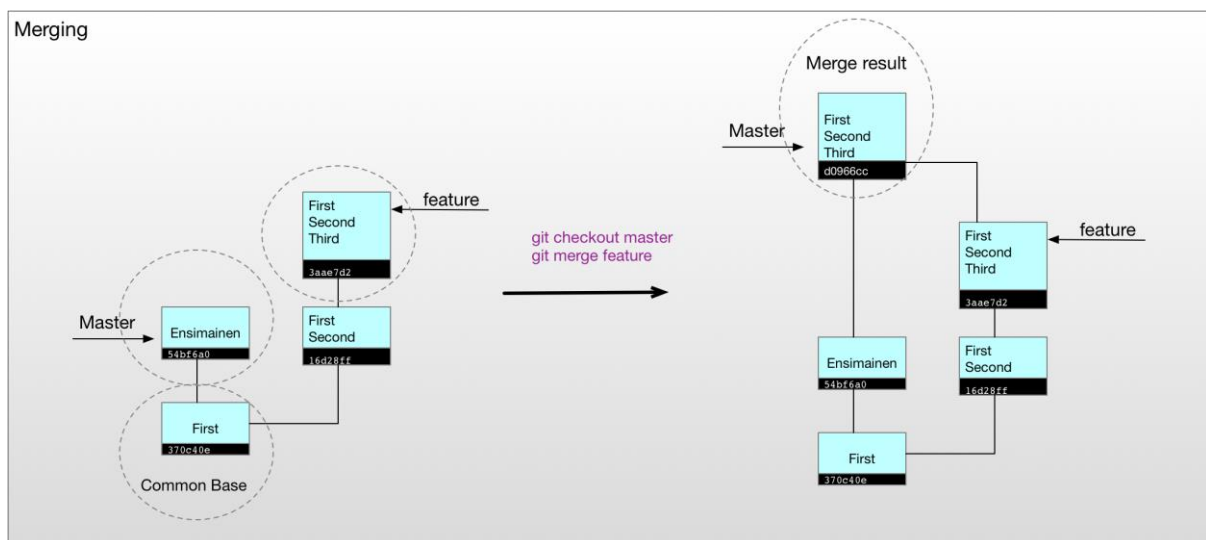 Merging
Master
Ensimainen
54bf6a0
First
370c40e
Common Base
First
Second
Third
3aae7d2
feature
First
Second
16d28ff
git checkout master
git merge feature
Merge result
Master
First
Second
Third
d0966cc
First
Second
Third
3aae7d2
feature
Ensimainen
54bf6a0
First
Second
16d28ff
First
370c40e